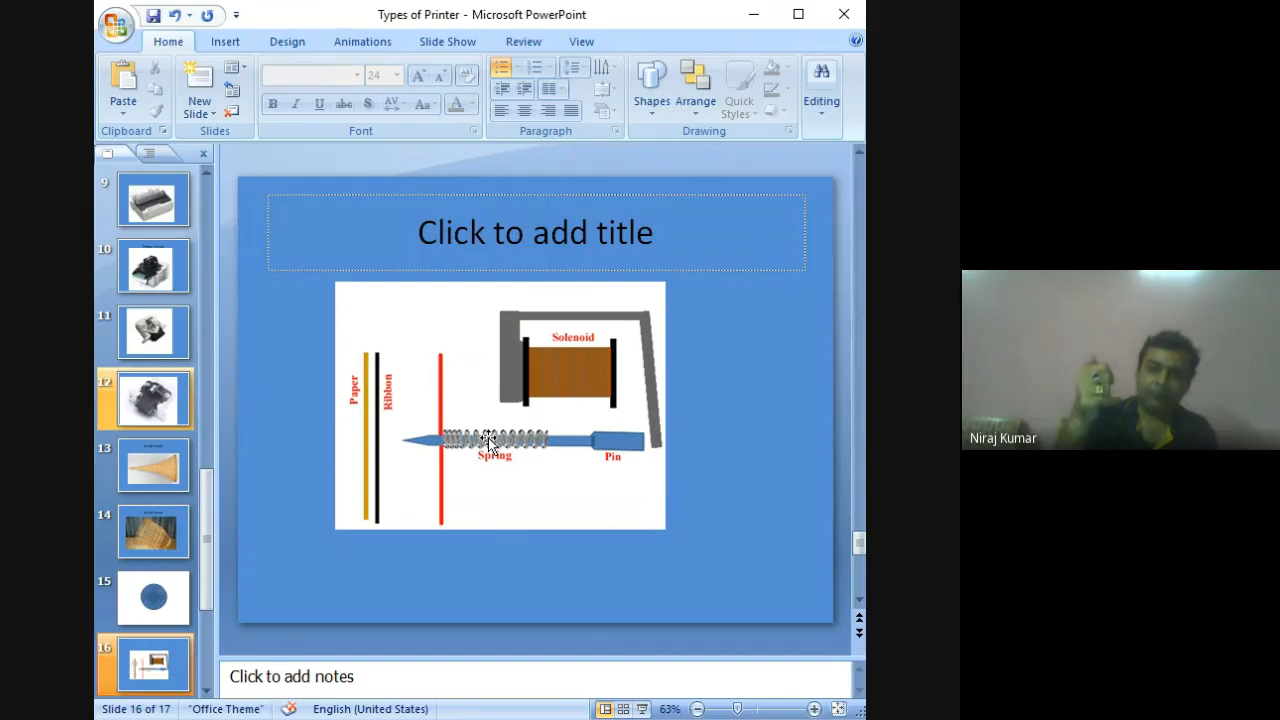 Types of Printer - Microsoft PowerPoint
Home Insert Design Animations Slide Show Review View
Paste
Clipboard
New
Slide
Slides
24
B I U abc S AV Aa A
Font
Paragraph
Shapes
Arrange
Quick
Styles
Drawing
Editing
9
10
11
12
13
14
15
16
Click to add title
Solenoid
Paper
Ribbon
Spring
Pin
Niraj Kumar
Click to add notes
Slide 16 of 17 "Office Theme" English (United States) 63%